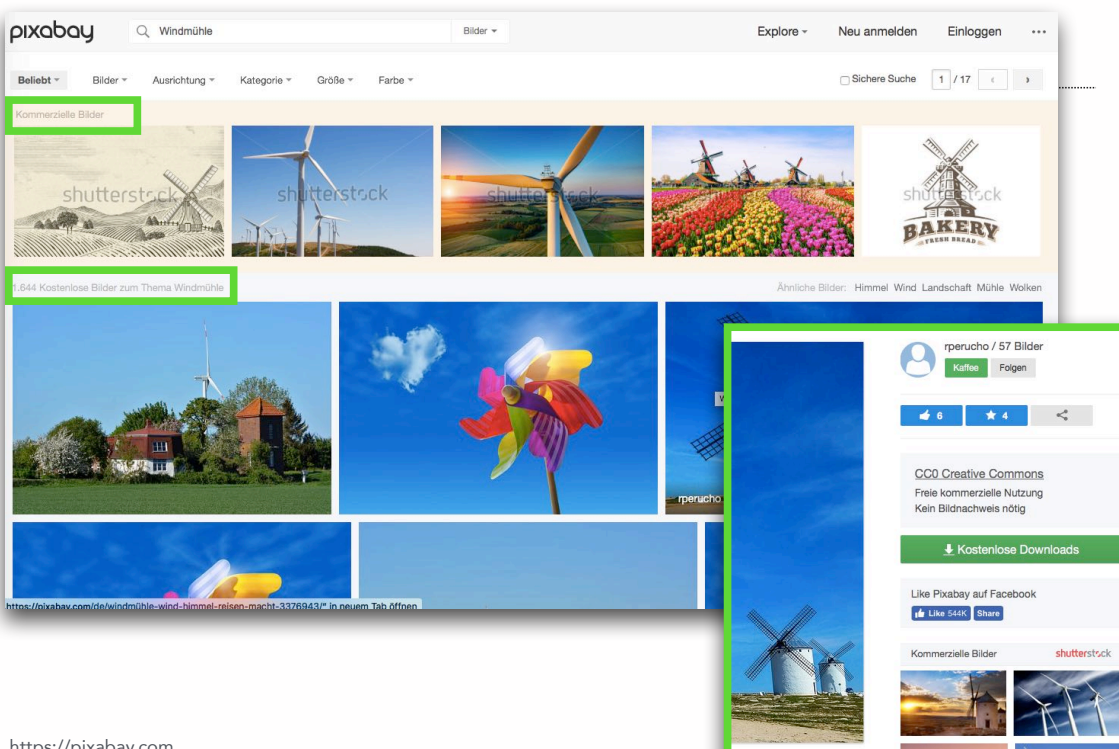 pixabay
Windmühle
Bilder
Explore
Neu anmelden
Einloggen
Beliebt
Bilder
Ausrichtung
Kategorie
Größe
Farbe
Sichere Suche
1 / 17
Kommerzielle Bilder
shutterstock
shutterstock
shutterstock
shutterstock
BAKERY
FRESH BREAD
1.644 Kostenlose Bilder zum Thema Windmühle
Ähnliche Bilder: Himmel Wind Landschaft Mühle Wolken
rperucho
https://pixabay.com/de/windmühle-wind-himmel-reisen-macht-3376943/" in neuem Tab öffnen
rperucho / 57 Bilder
Kaffee
Folgen
6
4
CC0 Creative Commons
Freie kommerzielle Nutzung
Kein Bildnachweis nötig
Kostenlose Downloads
Like Pixabay auf Facebook
Like 544K Share
Kommerzielle Bilder
shutterstock
https://pixabay.com